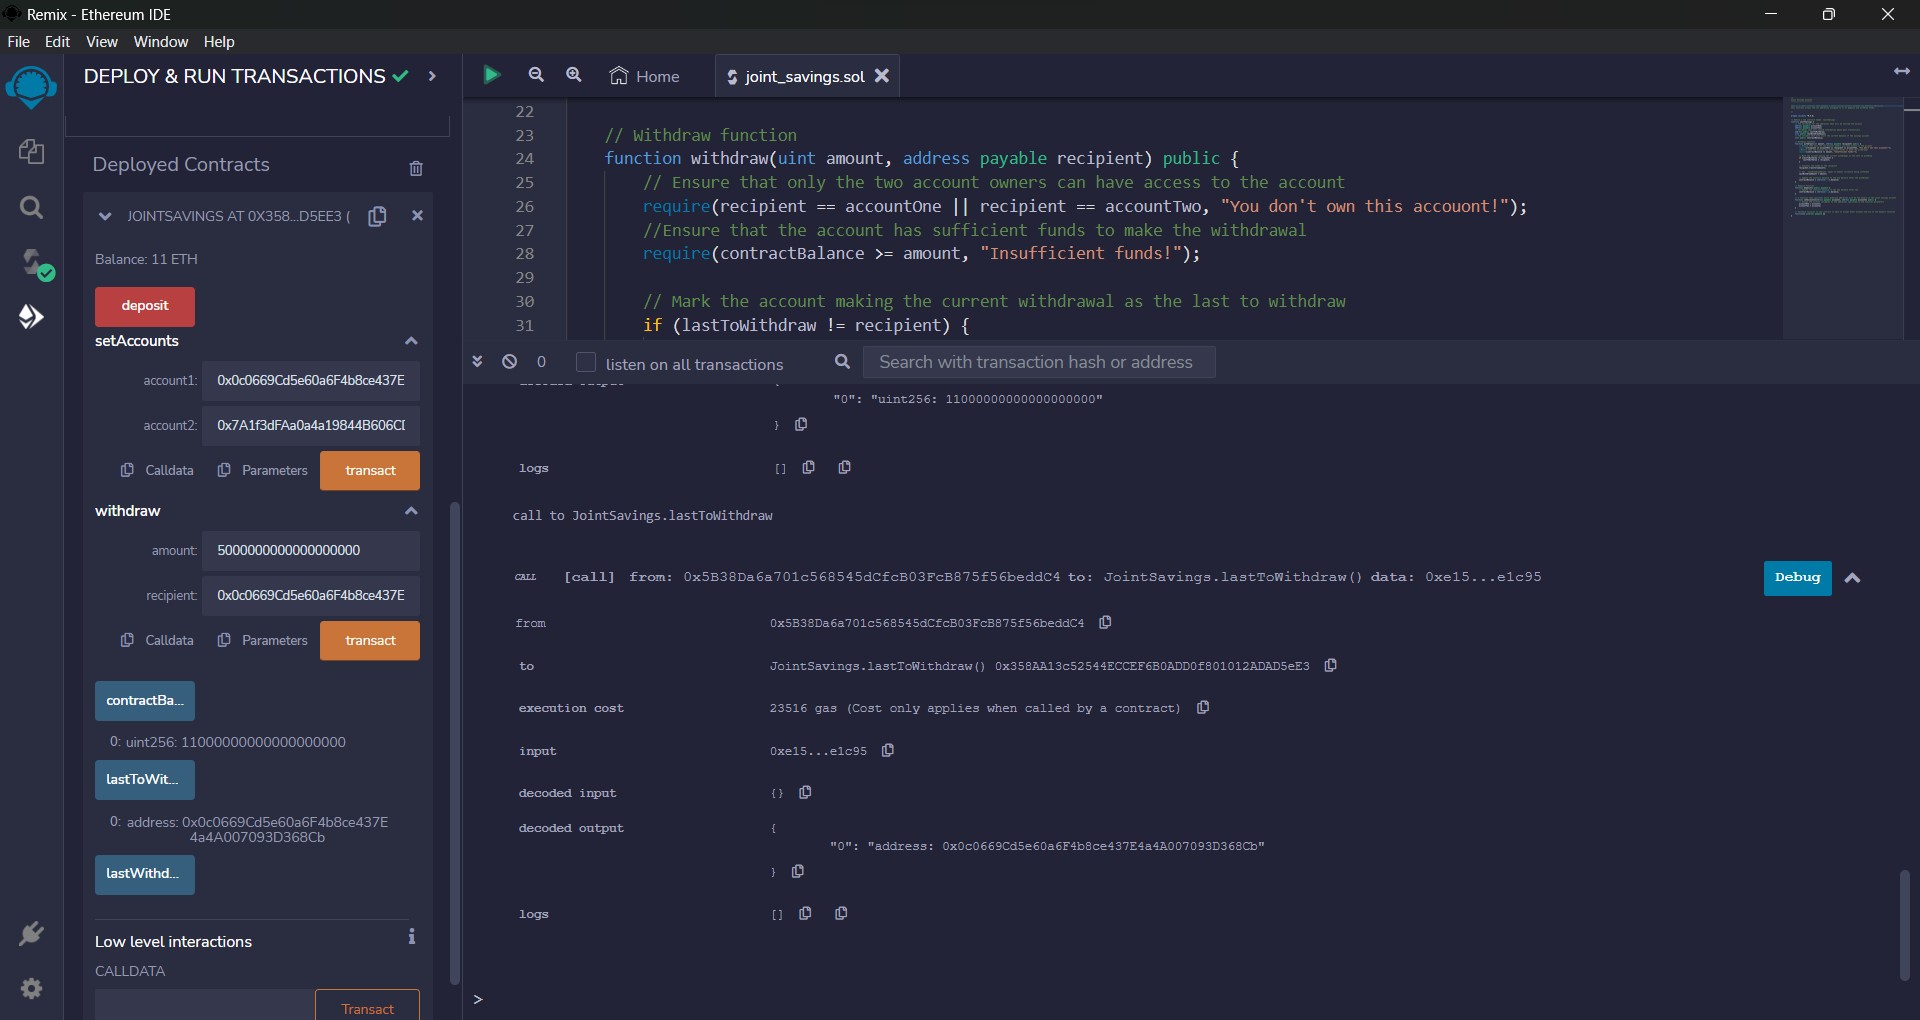 Remix - Ethereum IDE
File Edit View Window Help
DEPLOY & RUN TRANSACTIONS
Deployed Contracts
JOINTSAVINGS AT 0X358...D5EE3 (
Balance: 11 ETH
deposit
setAccounts
account1: 0x0c0669Cd5e60a6F4b8ce437E
account2: 0x7A1f3dFAa0a4a19844B606C
Calldata Parameters transact
withdraw
amount: 5000000000000000000
recipient: 0x0c0669Cd5e60a6F4b8ce437E
Calldata Parameters transact
contractBa...
0: uint256: 11000000000000000000
lastToWit...
0: address: 0x0c0669Cd5e60a6F4b8ce437E
4a4A007093D368Cb
lastWithd...
Low level interactions
CALLDATA
Transact
Home
joint_savings.sol
22
23 // Withdraw function
24 function withdraw(uint amount, address payable recipient) public {
25 // Ensure that only the two account owners can have access to the account
26 require(recipient == accountOne || recipient == accountTwo, "You don't own this accouont!");
27 //Ensure that the account has sufficient funds to make the withdrawal
28 require(contractBalance >= amount, "Insufficient funds!");
29
30 // Mark the account making the current withdrawal as the last to withdraw
31 if (lastToWithdraw != recipient) {
0 listen on all transactions Search with transaction hash or address
"0": "uint256: 11000000000000000000"
}
logs []
call to JointSavings.lastToWithdraw
CALL [call] from: 0x5B38Da6a701c568545dCfcB03FcB875f56beddC4 to: JointSavings.lastToWithdraw() data: 0xe15...e1c95
Debug
from 0x5B38Da6a701c568545dCfcB03FcB875f56beddC4
to JointSavings.lastToWithdraw() 0x358AA13c52544ECCEF6B0ADD0f801012ADAD5eE3
execution cost 23516 gas (Cost only applies when called by a contract)
input 0xe15...e1c95
decoded input {}
decoded output {
"0": "address: 0x0c0669Cd5e60a6F4b8ce437E4a4A007093D368Cb"
}
logs []
>